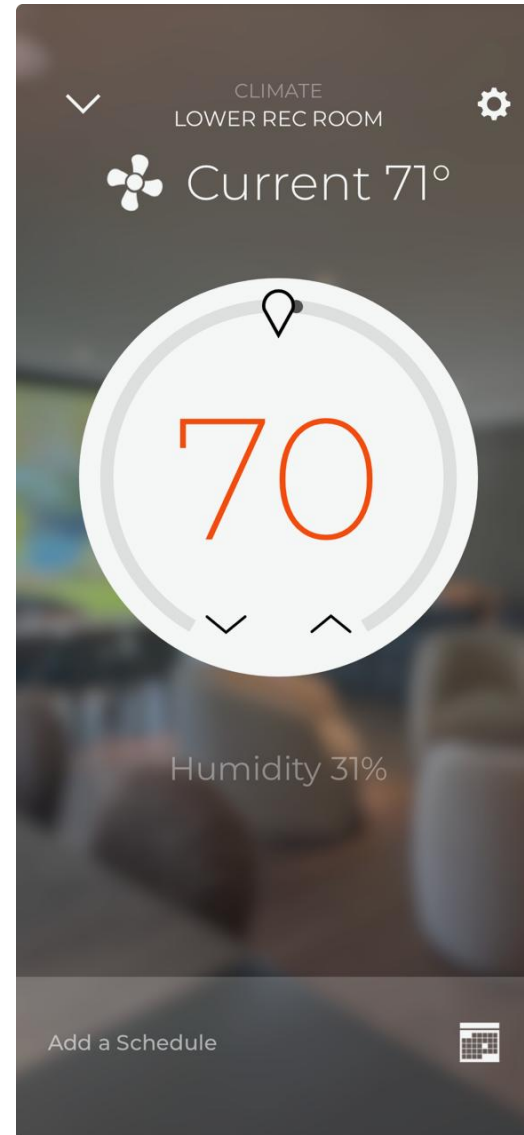 CLIMATE
LOWER REC ROOM
Current 71°
70
Humidity 31%
Add a Schedule